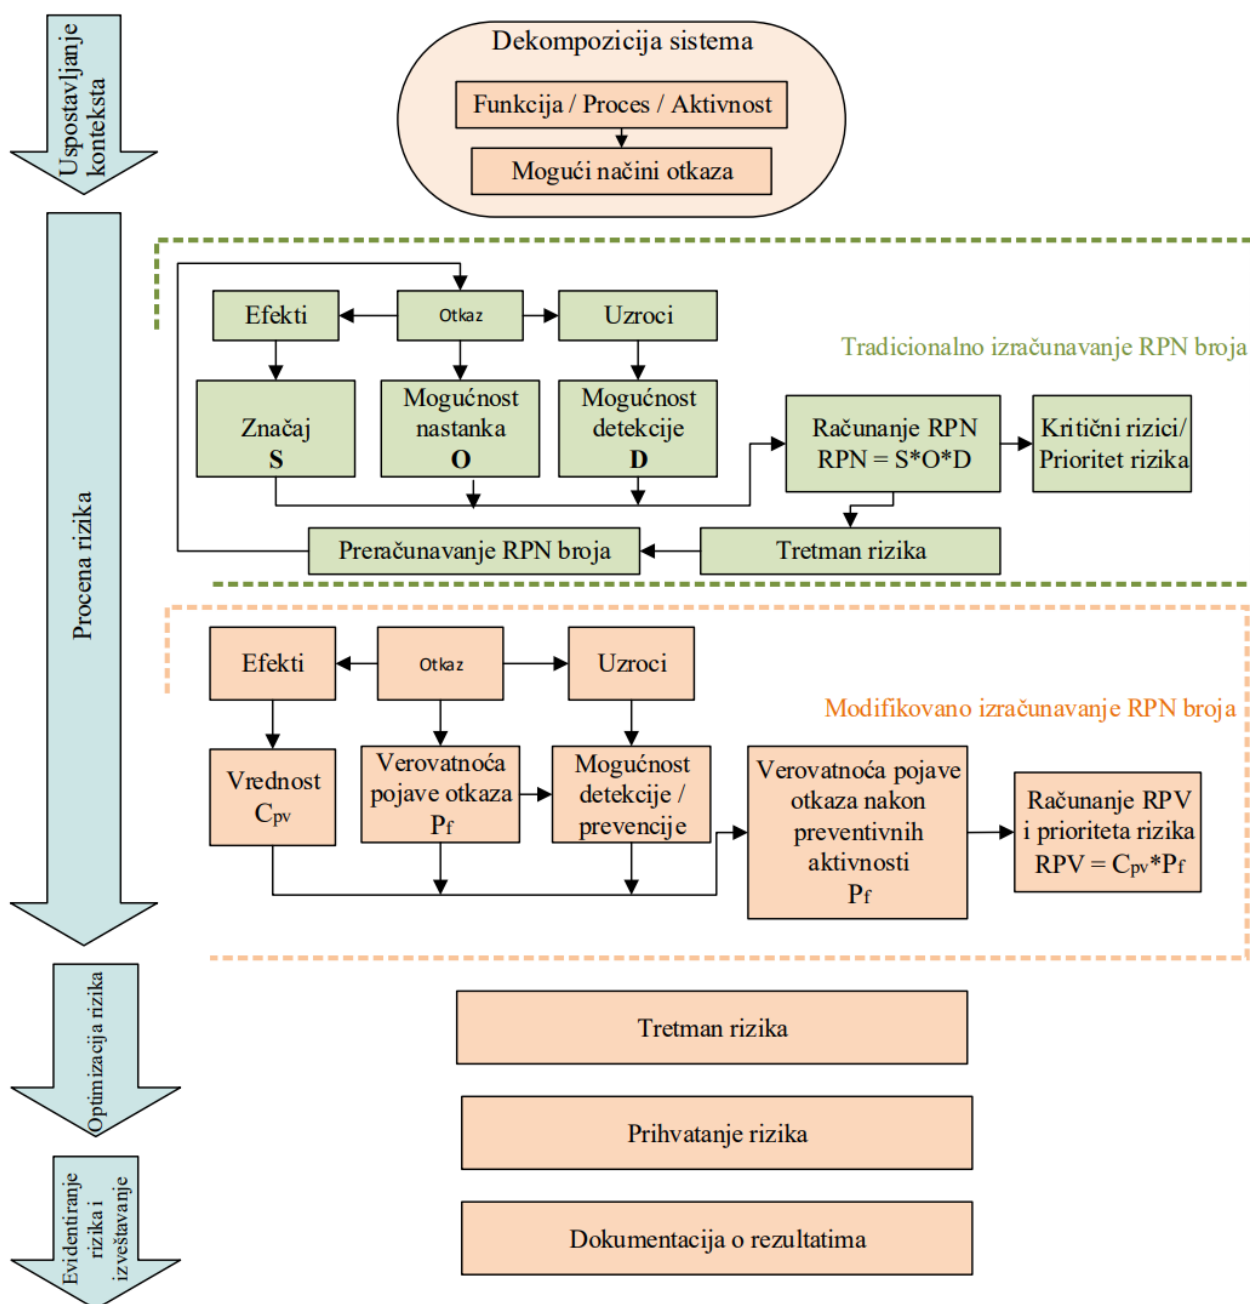 Uspostavljanje
konteksta
Dekompozicija sistema
Funkcija / Proces / Aktivnost
Mogući načini otkaza
Procena rizika
Efekti
Otkaz
Uzroci
Tradicionalno izračunavanje RPN broja
Značaj
S
Mogućnost
nastanka
O
Mogućnost
detekcije
D
Računanje RPN
RPN = S*O*D
Kritični rizici/
Prioritet rizika
Preračunavanje RPN broja
Tretman rizika
Efekti
Otkaz
Uzroci
Modifikovano izračunavanje RPN broja
Vrednost
Cpv
Verovatnoća
pojave otkaza
Pf
Mogućnost
detekcije /
prevencije
Verovatnoća pojave
otkaza nakon
preventivnih
aktivnosti
Pf
Računanje RPV
i prioriteta rizika
RPV = Cpv*Pf
Optimizacija rizika
Tretman rizika
Prihvatanje rizika
Evidentiranje
rizika i
izveštavanje
Dokumentacija o rezultatima